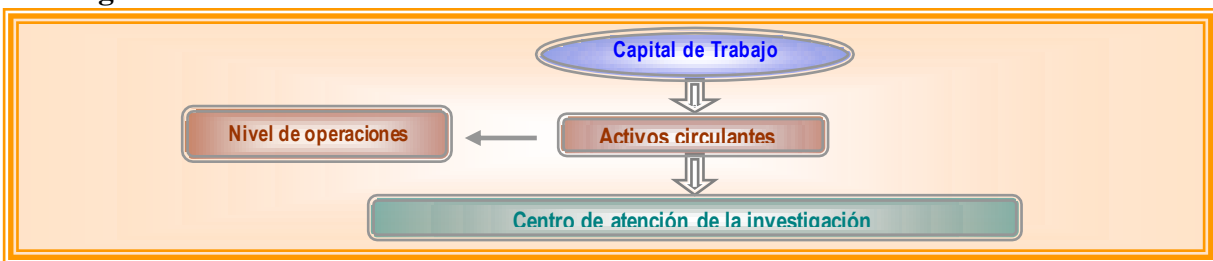 Capital de Trabajo
Nivel de operaciones
Activos circulantes
Centro de atención de la investigación